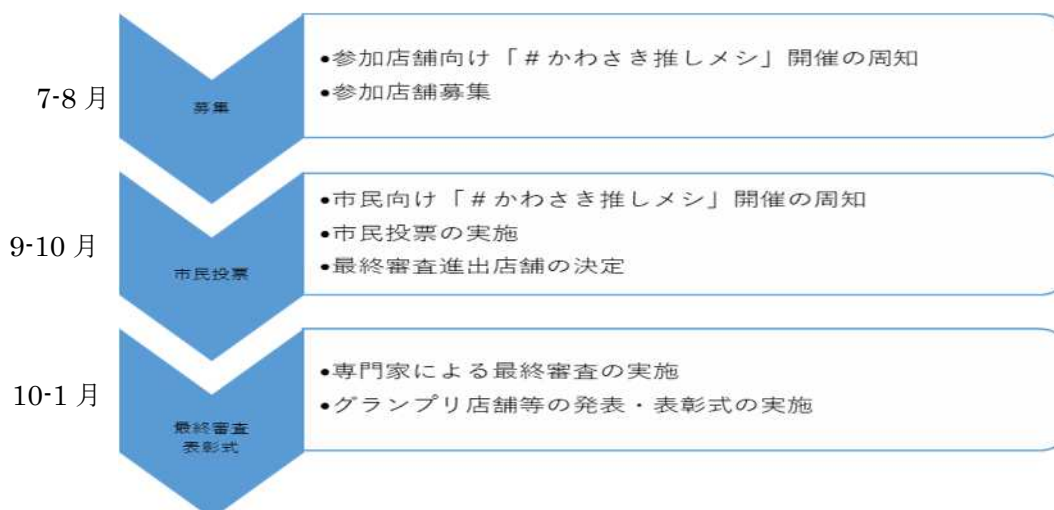 7-8 月
募集
•参加店舗向け「#かわさき推しメシ」開催の周知
•参加店舗募集
9-10 月
市民投票
•市民向け「#かわさき推しメシ」開催の周知
•市民投票の実施
•最終審査進出店舗の決定
10-1 月
最終審査
表彰式
•専門家による最終審査の実施
•グランプリ店舗等の発表・表彰式の実施